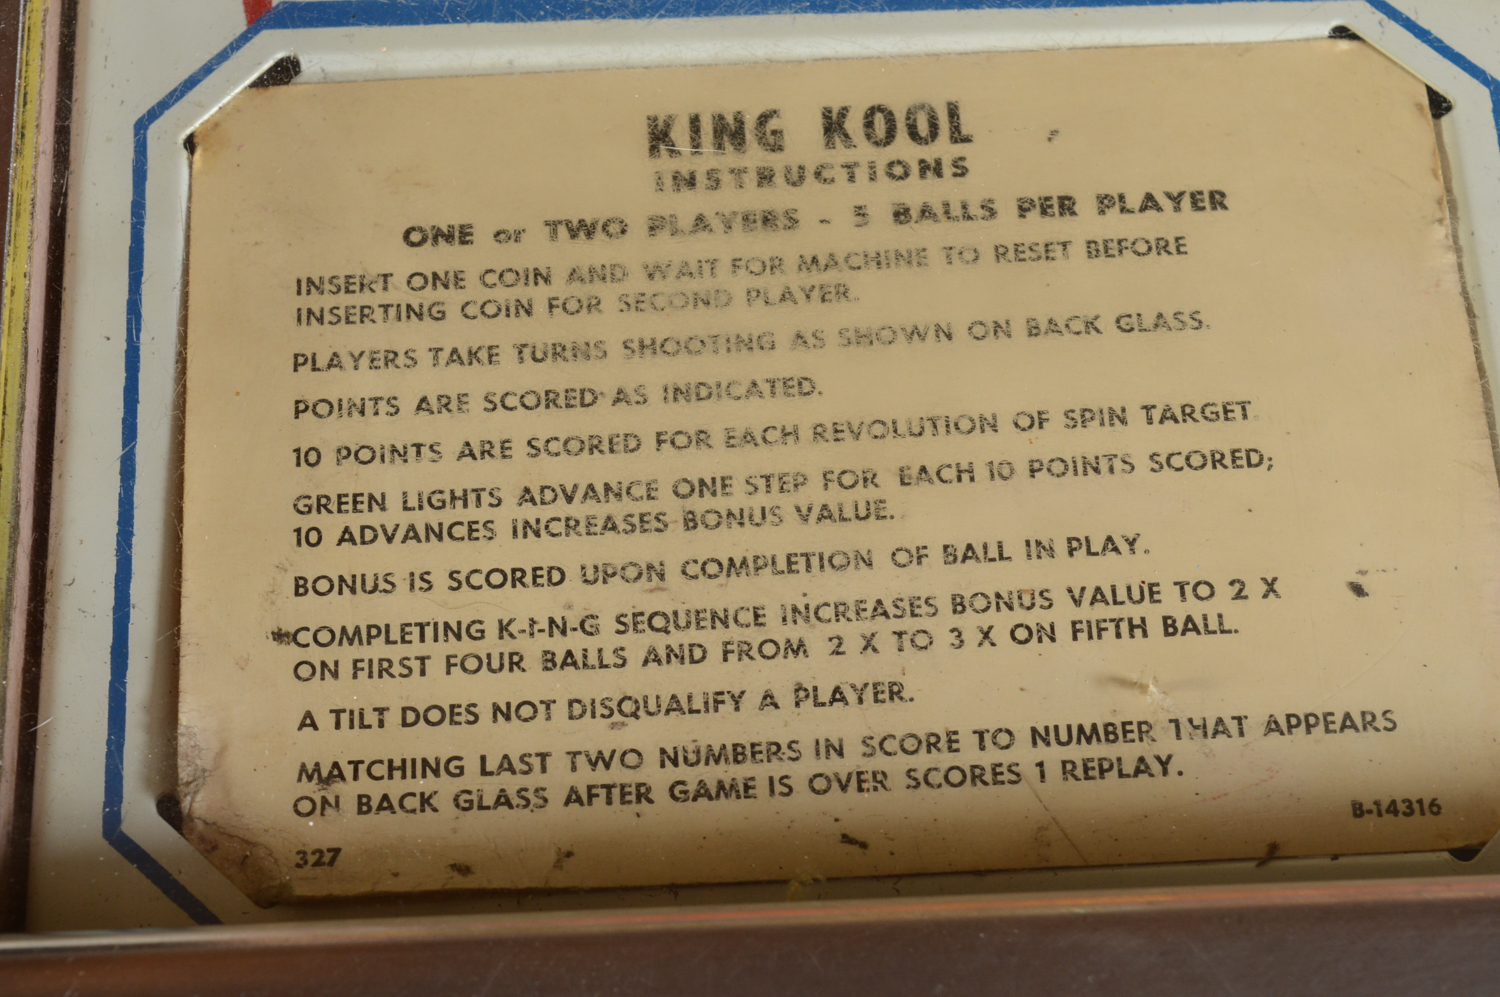 KING KOOL
INSTRUCTIONS
ONE or TWO PLAYERS - 5 BALLS PER PLAYER
INSERT ONE COIN AND WAIT FOR MACHINE TO RESET BEFORE
INSERTING COIN FOR SECOND PLAYER.
PLAYERS TAKE TURNS SHOOTING AS SHOWN ON BACK GLASS.
POINTS ARE SCORED AS INDICATED.
10 POINTS ARE SCORED FOR EACH REVOLUTION OF SPIN TARGET.
GREEN LIGHTS ADVANCE ONE STEP FOR EACH 10 POINTS SCORED;
10 ADVANCES INCREASES BONUS VALUE.
BONUS IS SCORED UPON COMPLETION OF BALL IN PLAY.
COMPLETING K-I-N-G SEQUENCE INCREASES BONUS VALUE TO 2 X
ON FIRST FOUR BALLS AND FROM 2 X TO 3 X ON FIFTH BALL.
A TILT DOES NOT DISQUALIFY A PLAYER.
MATCHING LAST TWO NUMBERS IN SCORE TO NUMBER THAT APPEARS
ON BACK GLASS AFTER GAME IS OVER SCORES 1 REPLAY.
B-14316
327